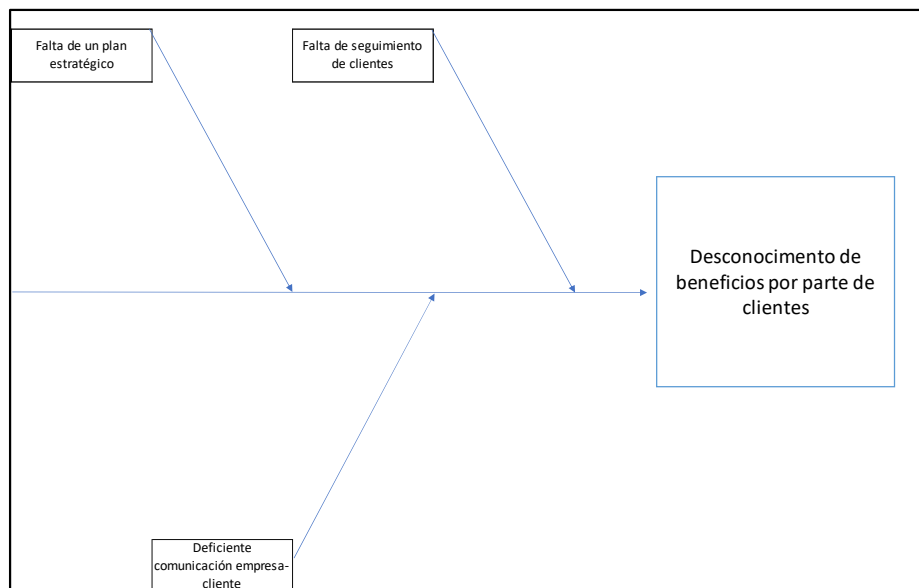 Falta de un plan
estratégico
Falta de seguimiento
de clientes
Desconocimento de
beneficios por parte de
clientes
Deficiente
comunicación empresa-
cliente